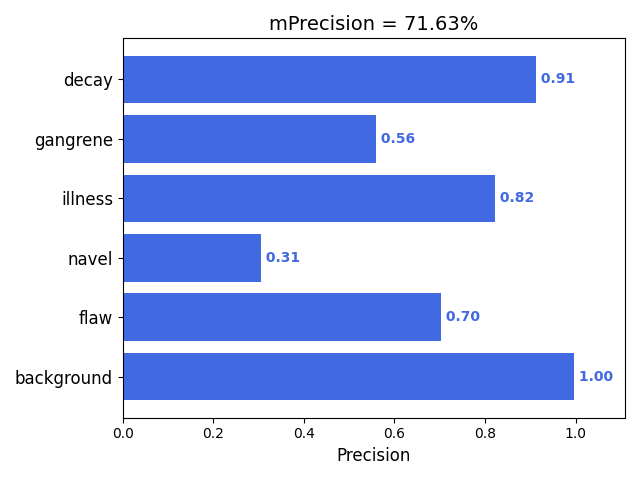 mPrecision = 71.63%
decay 0.91
gangrene 0.56
illness 0.82
navel 0.31
flaw 0.70
background 1.00
0.0 0.2 0.4 0.6 0.8 1.0
Precision